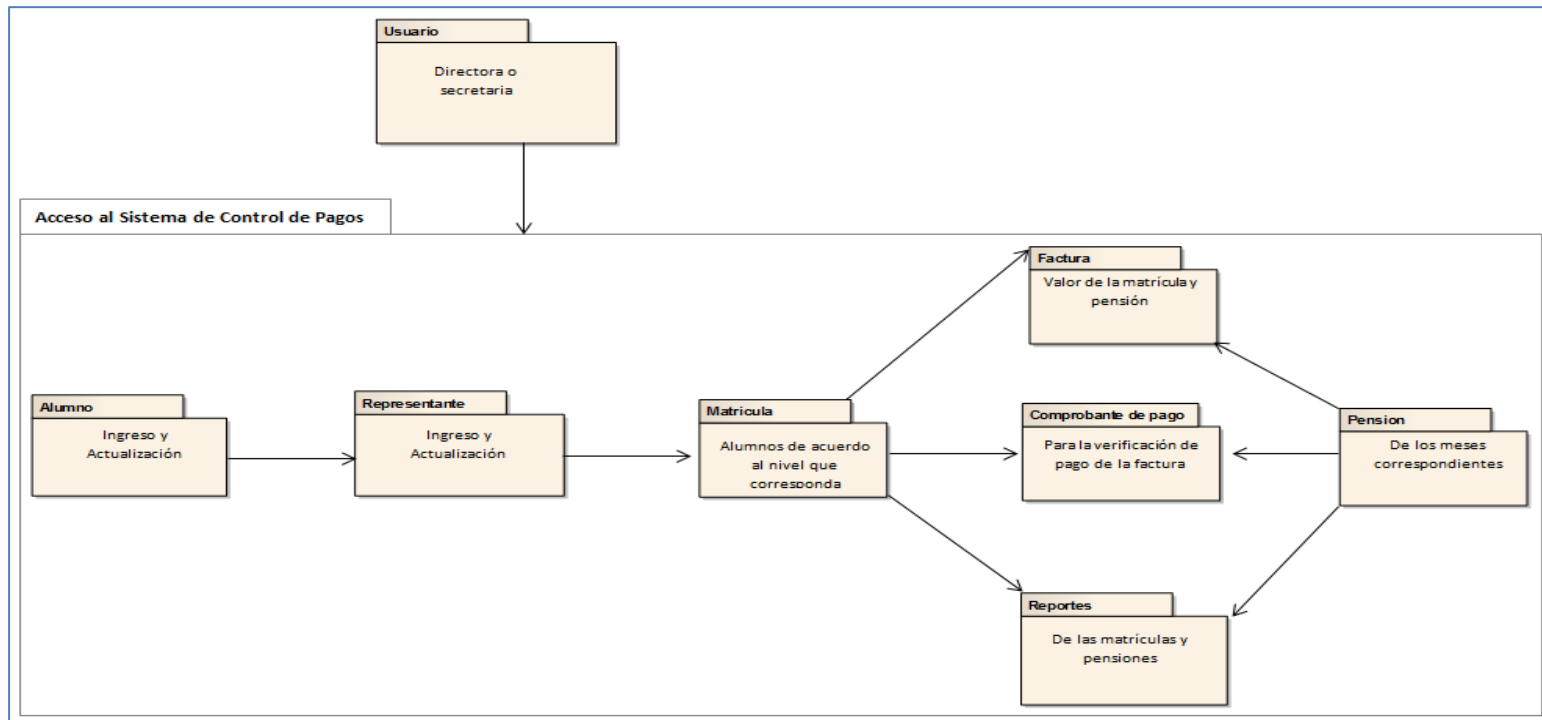 Usuario
Directora o
secretaria
Acceso al Sistema de Control de Pagos
Factura
Valor de la matrícula y
pensión
Alumno
Ingreso y
Actualización
Representante
Ingreso y
Actualización
Matricula
Alumnos de acuerdo
al nivel que
corresponda
Comprobante de pago
Para la verificación de
pago de la factura
Pension
De los meses
correspondientes
Reportes
De las matrículas y
pensiones